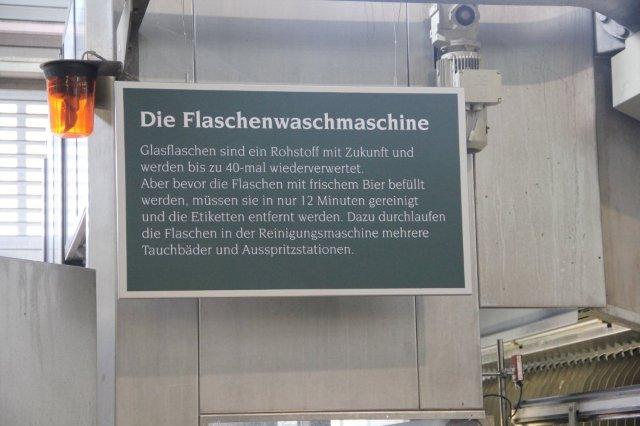 Die Flaschenwaschmaschine
Glasflaschen sind ein Rohstoff mit Zukunft und
werden bis zu 40-mal wiederverwertet.
Aber bevor die Flaschen mit frischem Bier befüllt
werden, müssen sie in nur 12 Minuten gereinigt
und die Etiketten entfernt werden. Dazu durchlaufen
die Flaschen in der Reinigungsmaschine mehrere
Tauchbäder und Ausspritzstationen.